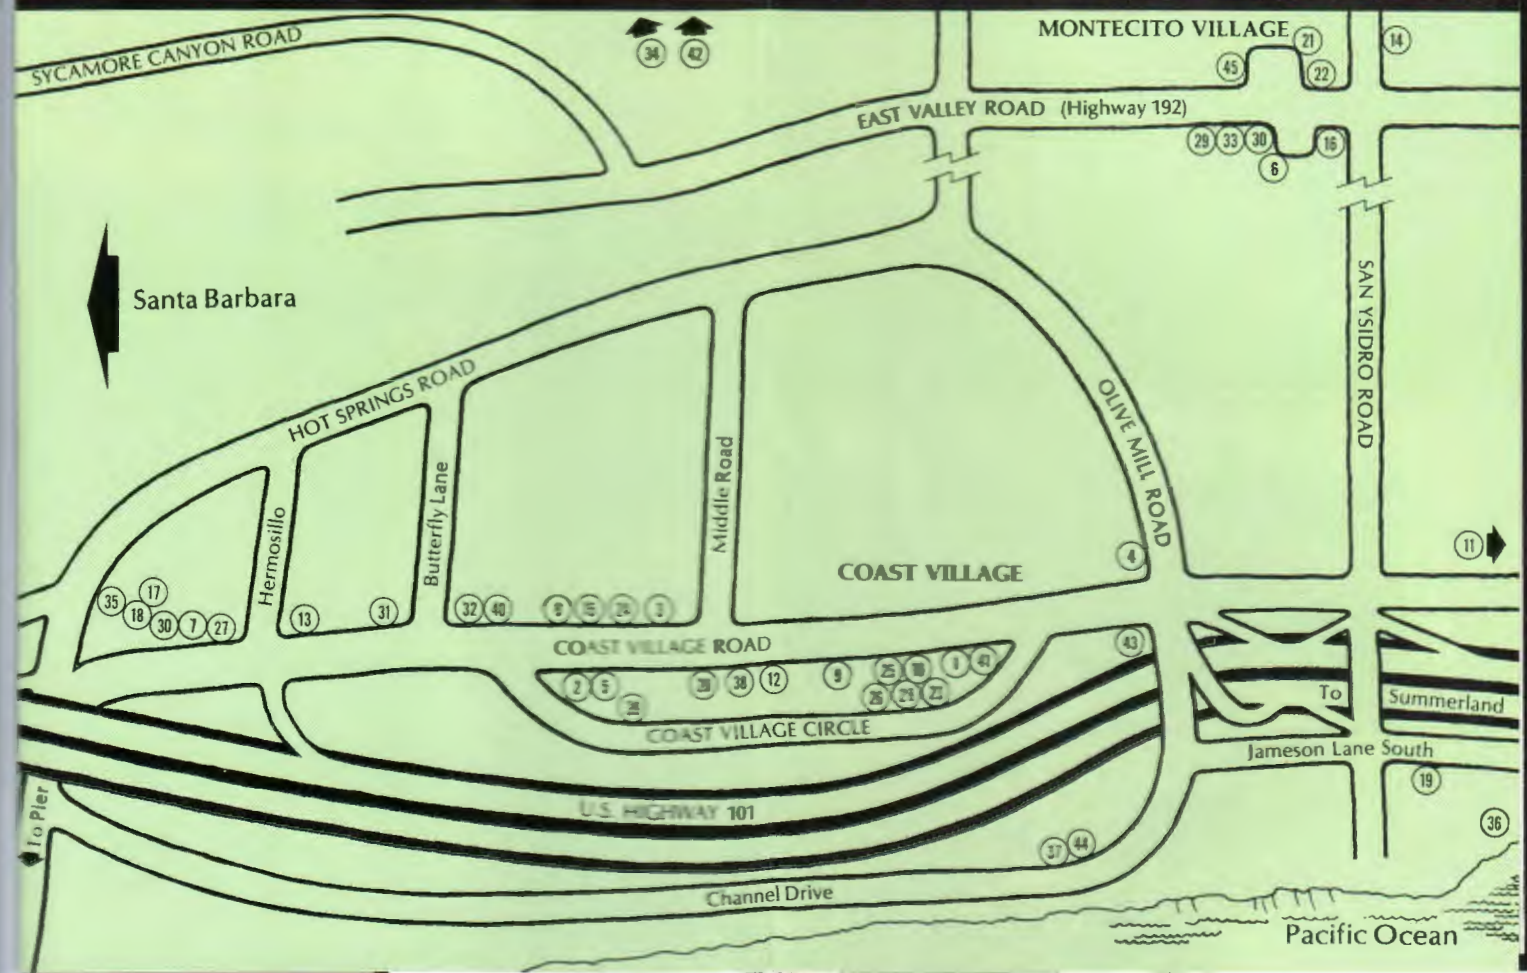 SYCAMORE CANYON ROAD
34 42
MONTECITO VILLAGE
21
14
45
22
EAST VALLEY ROAD (Highway 192)
29 33 30
16
6
Santa Barbara
SAN YSIDRO ROAD
HOT SPRINGS ROAD
OLIVE MILL ROAD
Middle Road
Butterfly Lane
Hermosillo
11
4
COAST VILLAGE
35 17
18
30 7 27
13
31
32 40
3
COAST VILLAGE ROAD
43
2 5
38 12
9
25
1 41
26
23
To
Summerland
COAST VILLAGE CIRCLE
Jameson Lane South
19
To Pier
U.S. HIGHWAY 101
36
37 44
Channel Drive
Pacific Ocean